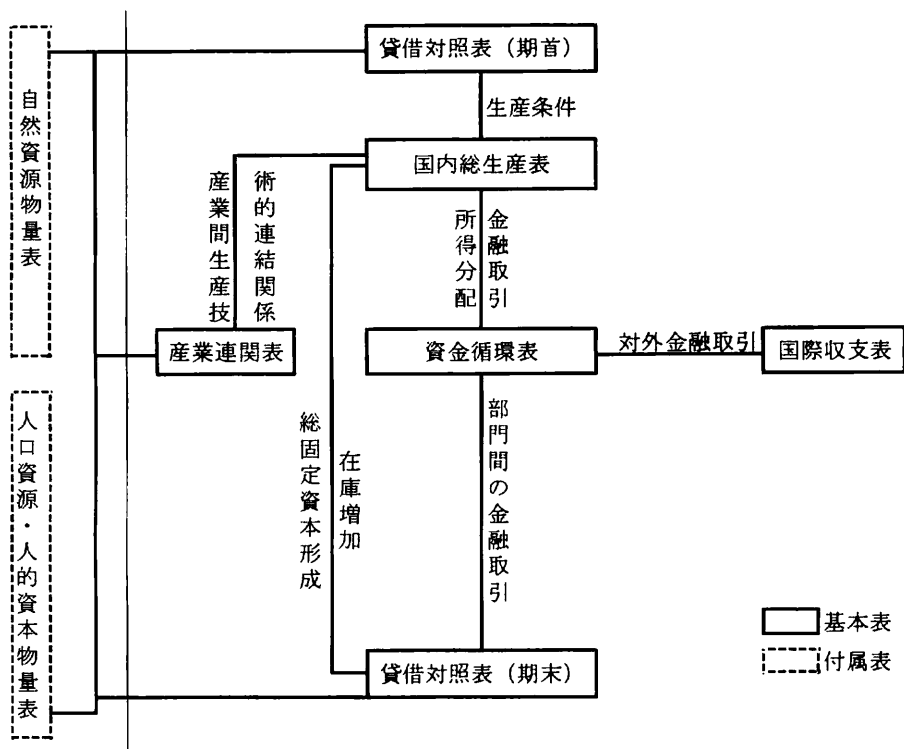 貸借対照表（期首）
生産条件
国内総生産表
自然資源物量表
術的連結関係
産業間生産技
金融取引
所得分配
産業連関表
資金循環表
対外金融取引
国際収支表
人口資源・人的資本物量表
在庫増加
総固定資本形成
部門間の金融取引
基本表
付属表
貸借対照表（期末）